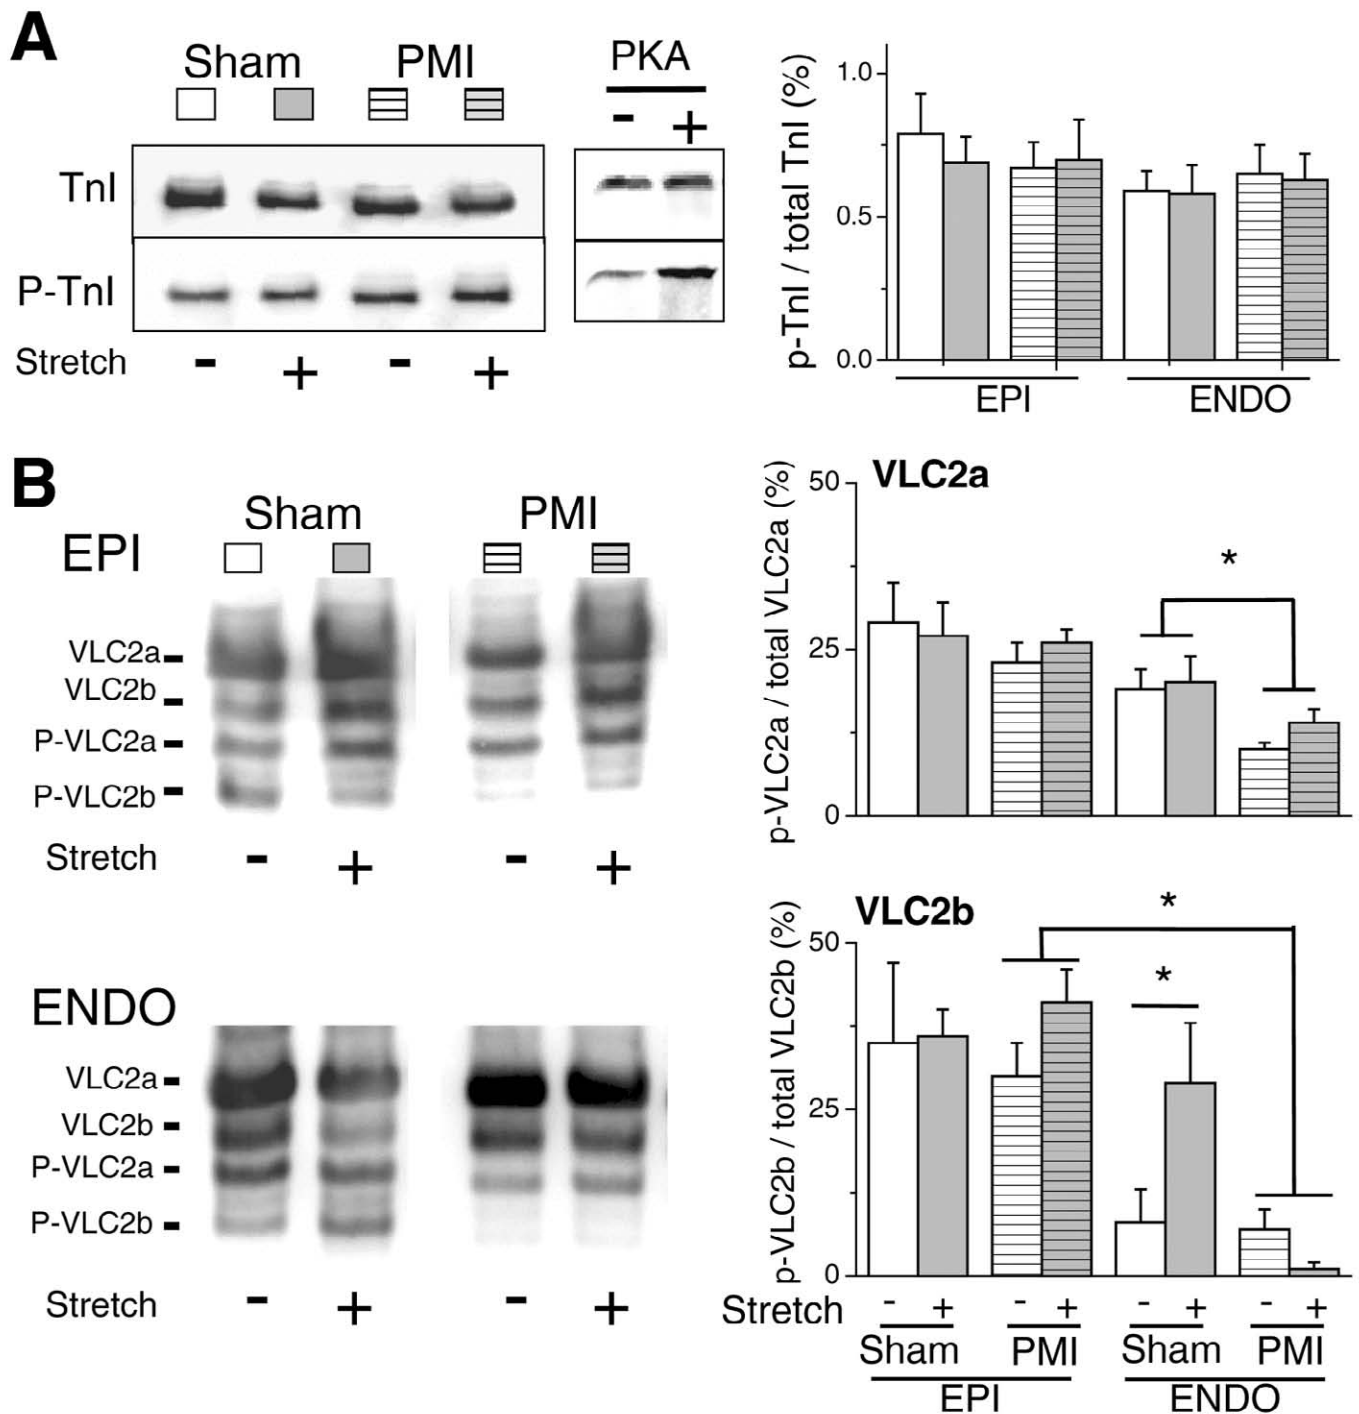 A
Sham PMI PKA
- +
TnI
P-TnI
Stretch - + - +
p-TnI / total TnI (%)
1.0
0.5
0.0
EPI ENDO
B
Sham PMI
EPI
VLC2a
VLC2b
P-VLC2a
P-VLC2b
Stretch - + - +
ENDO
VLC2a
VLC2b
P-VLC2a
P-VLC2b
Stretch - + - +
VLC2a
p-VLC2a / total VLC2a (%)
50
25
0
*
VLC2b
p-VLC2b / total VLC2b (%)
50
25
0
*
*
Stretch - + - + - + - +
Sham PMI Sham PMI
EPI ENDO